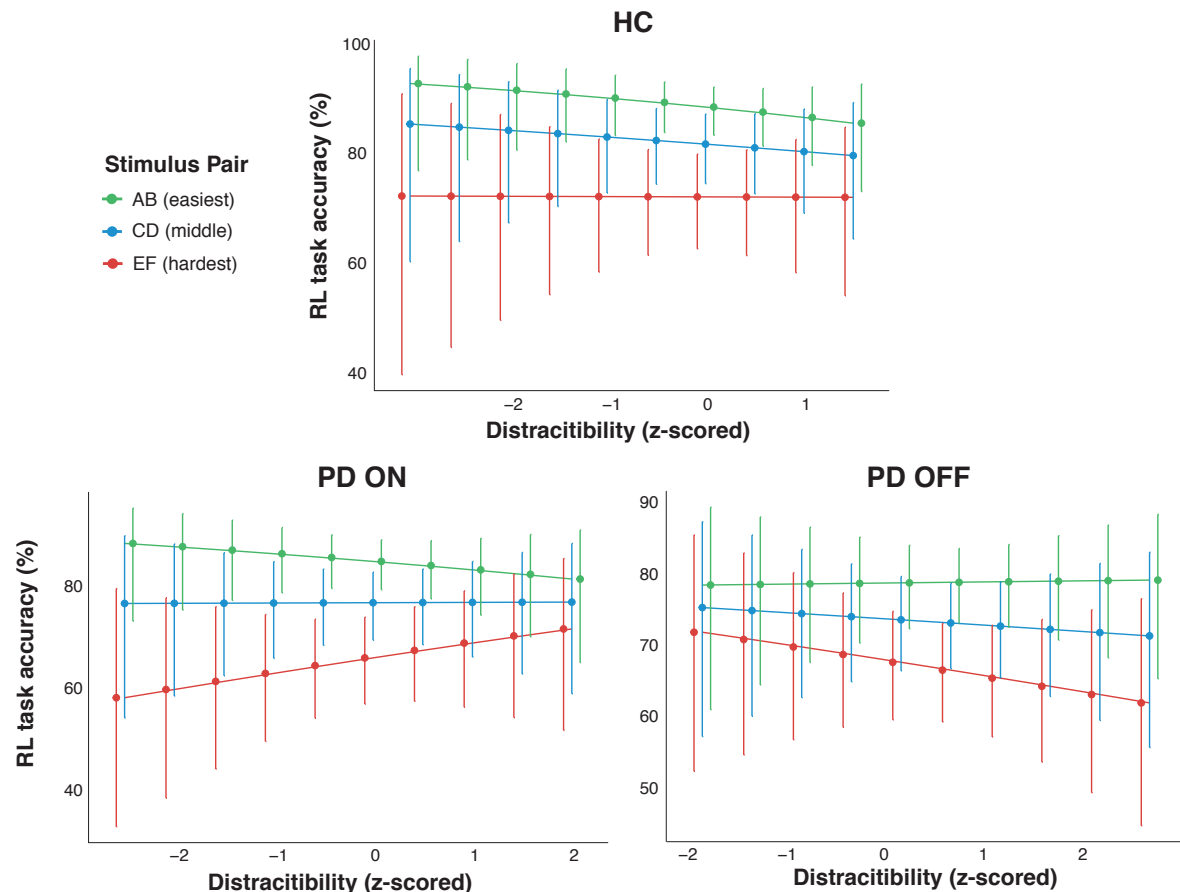 HC
100
80
60
40
RL task accuracy (%)
Stimulus Pair
AB (easiest)
CD (middle)
EF (hardest)
−2 −1 0 1
Distracitibility (z-scored)
PD ON
80
60
40
RL task accuracy (%)
−2 −1 0 1 2
Distracitibility (z-scored)
PD OFF
90
80
70
60
50
−2 −1 0 1 2
Distracitibility (z-scored)